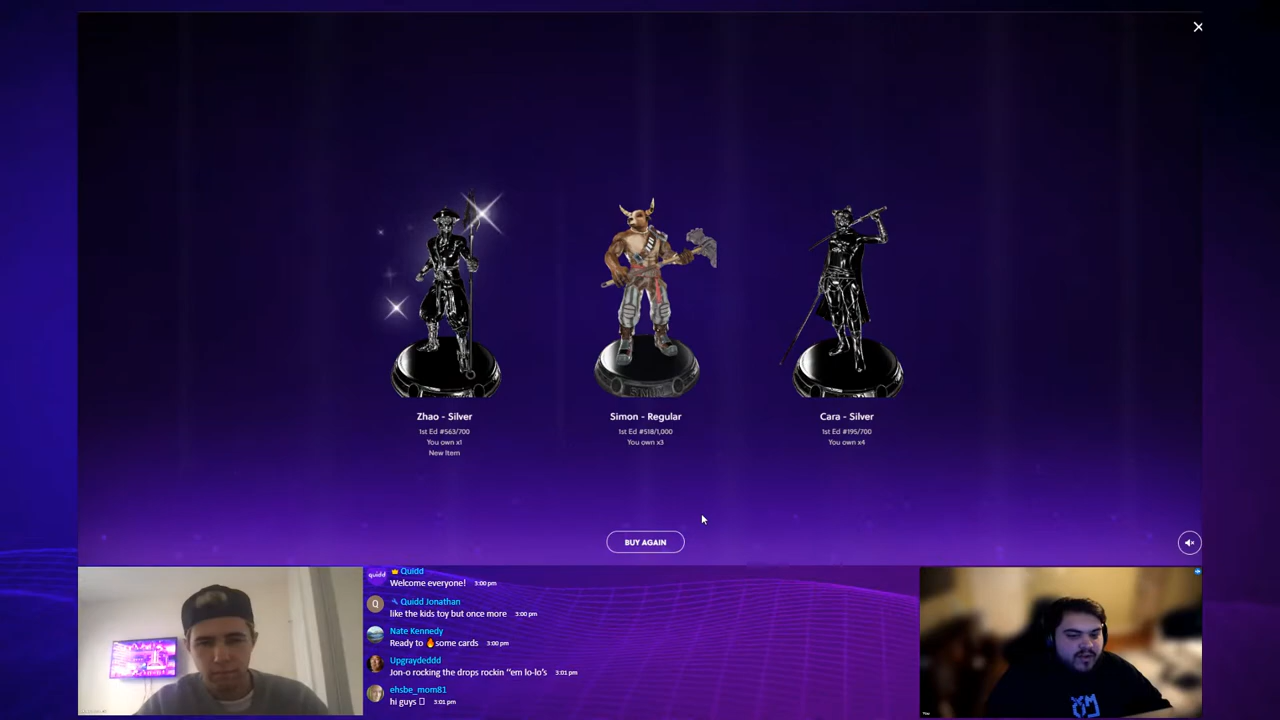 Zhao - Silver
1st Ed #563/700
You own x1
New Item
Simon - Regular
1st Ed #518/1,000
You own x3
Cara - Silver
1st Ed #195/700
You own x4
BUY AGAIN
quidd
Quidd
Welcome everyone! 3:00 pm
Q
Quidd Jonathan
like the kids toy but once more 3:00 pm
Nate Kennedy
Ready to 🔥some cards 3:00 pm
Upgraydeddd
Jon-o rocking the drops rockin “em lo-lo’s 3:01 pm
ehsbe_mom81
hi guys 3:01 pm